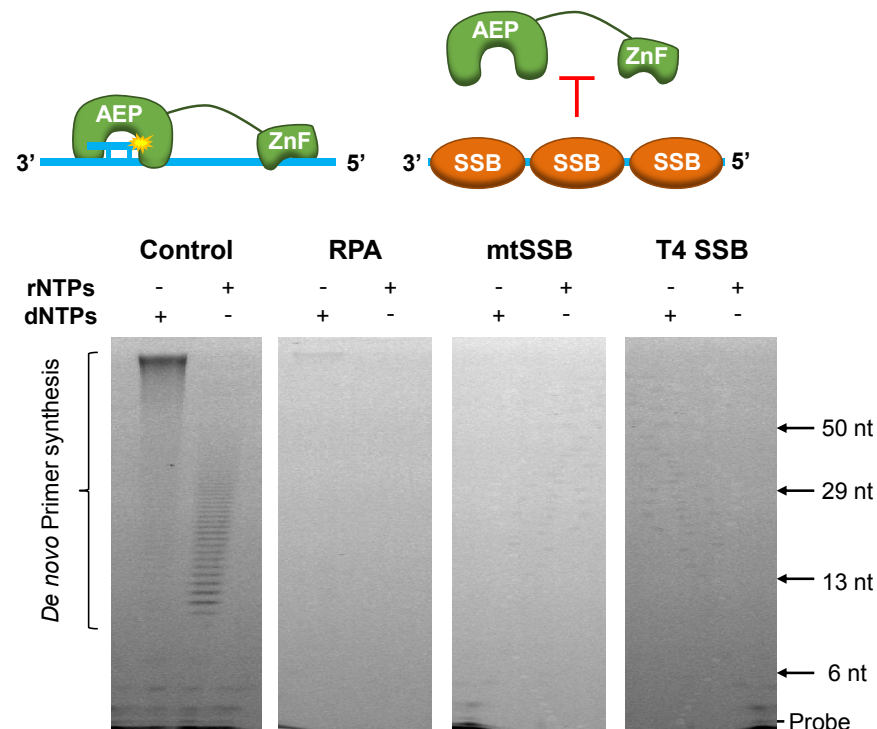 AEP
ZnF
3’
5’
AEP
ZnF
3’ SSB SSB SSB 5’
Control RPA mtSSB T4 SSB
rNTPs - + - + - + - +
dNTPs + - + - + - + -
De novo Primer synthesis
50 nt
29 nt
13 nt
6 nt
Probe